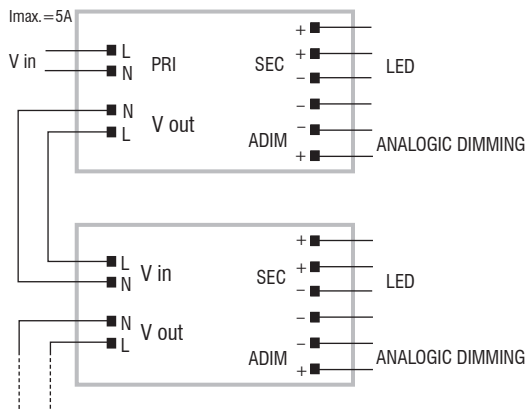 Imax.=5A
V in
L
N
PRI
N
L
V out
SEC
+
+
−
−
LED
ADIM
−
+
ANALOGIC DIMMING
L
N
V in
N
L
V out
SEC
+
+
−
−
LED
ADIM
−
+
ANALOGIC DIMMING